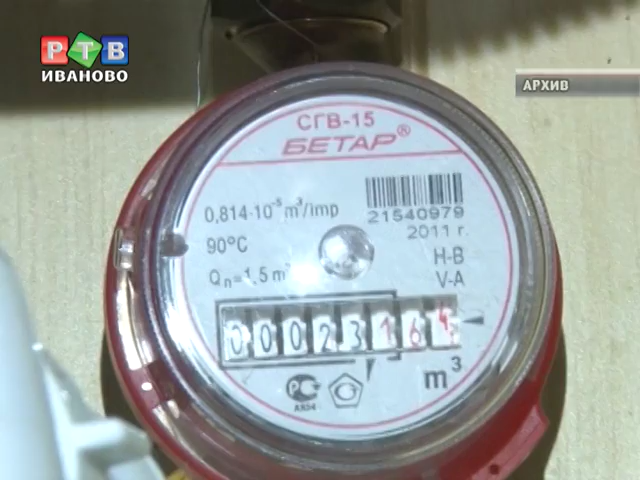 РТВ
ИВАНОВО
АРХИВ
СГВ-15
БЕТАР®
0,814·10⁻⁵ m³/imp
21540979
2011 г.
90°C
H-B
V-A
Qn=1,5 m³
00023164
m³